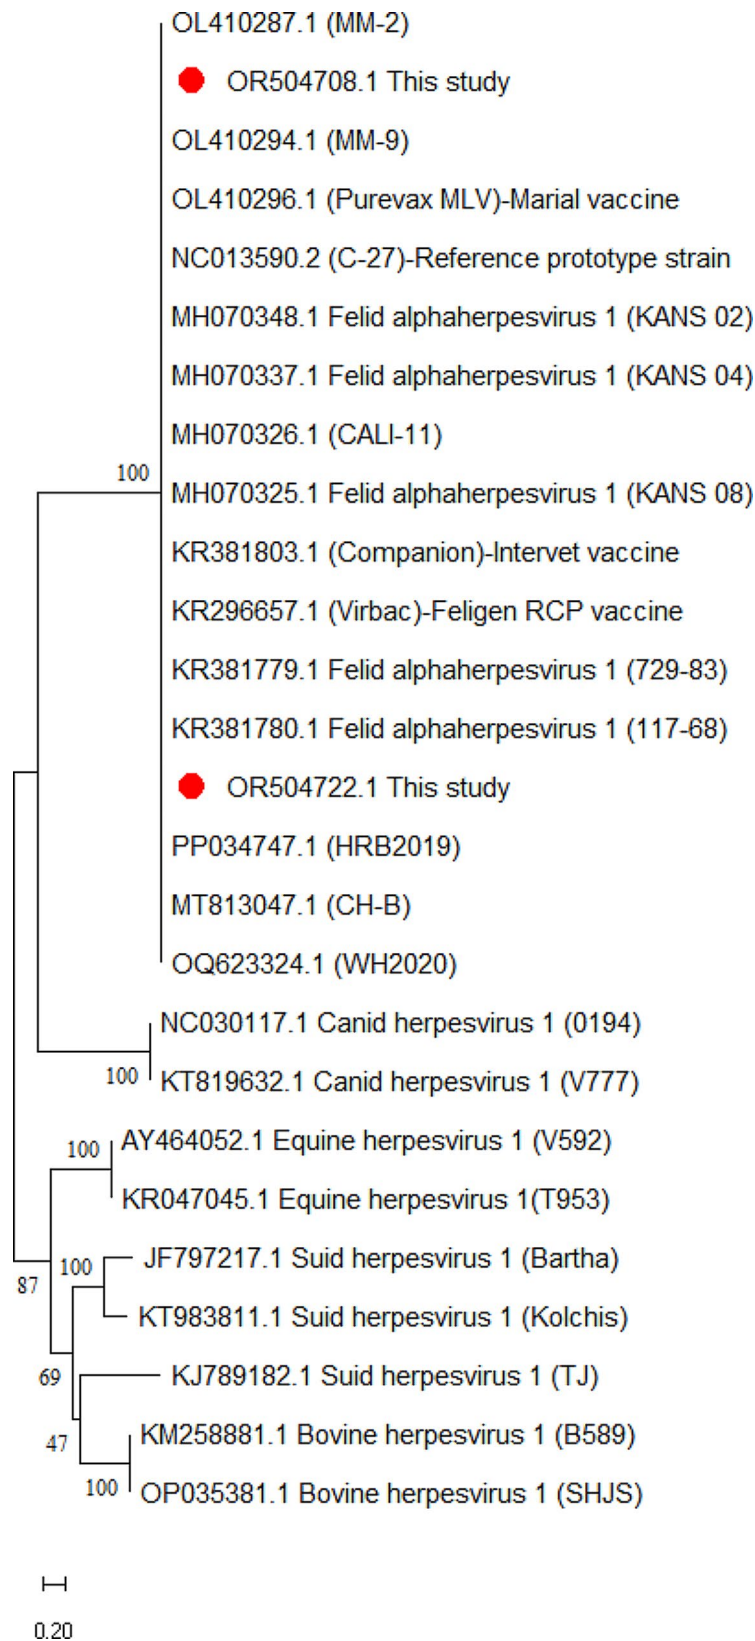 OL410287.1 (MM-2)
OR504708.1 This study
OL410294.1 (MM-9)
OL410296.1 (Purevax MLV)-Marial vaccine
NC013590.2 (C-27)-Reference prototype strain
MH070348.1 Felid alphaherpesvirus 1 (KANS 02)
MH070337.1 Felid alphaherpesvirus 1 (KANS 04)
MH070326.1 (CALI-11)
100
MH070325.1 Felid alphaherpesvirus 1 (KANS 08)
KR381803.1 (Companion)-Intervet vaccine
KR296657.1 (Virbac)-Feligen RCP vaccine
KR381779.1 Felid alphaherpesvirus 1 (729-83)
KR381780.1 Felid alphaherpesvirus 1 (117-68)
OR504722.1 This study
PP034747.1 (HRB2019)
MT813047.1 (CH-B)
OQ623324.1 (WH2020)
NC030117.1 Canid herpesvirus 1 (0194)
100
KT819632.1 Canid herpesvirus 1 (V777)
100
AY464052.1 Equine herpesvirus 1 (V592)
KR047045.1 Equine herpesvirus 1(T953)
JF797217.1 Suid herpesvirus 1 (Bartha)
100
87
KT983811.1 Suid herpesvirus 1 (Kolchis)
69
KJ789182.1 Suid herpesvirus 1 (TJ)
47
KM258881.1 Bovine herpesvirus 1 (B589)
100
OP035381.1 Bovine herpesvirus 1 (SHJS)
0.20